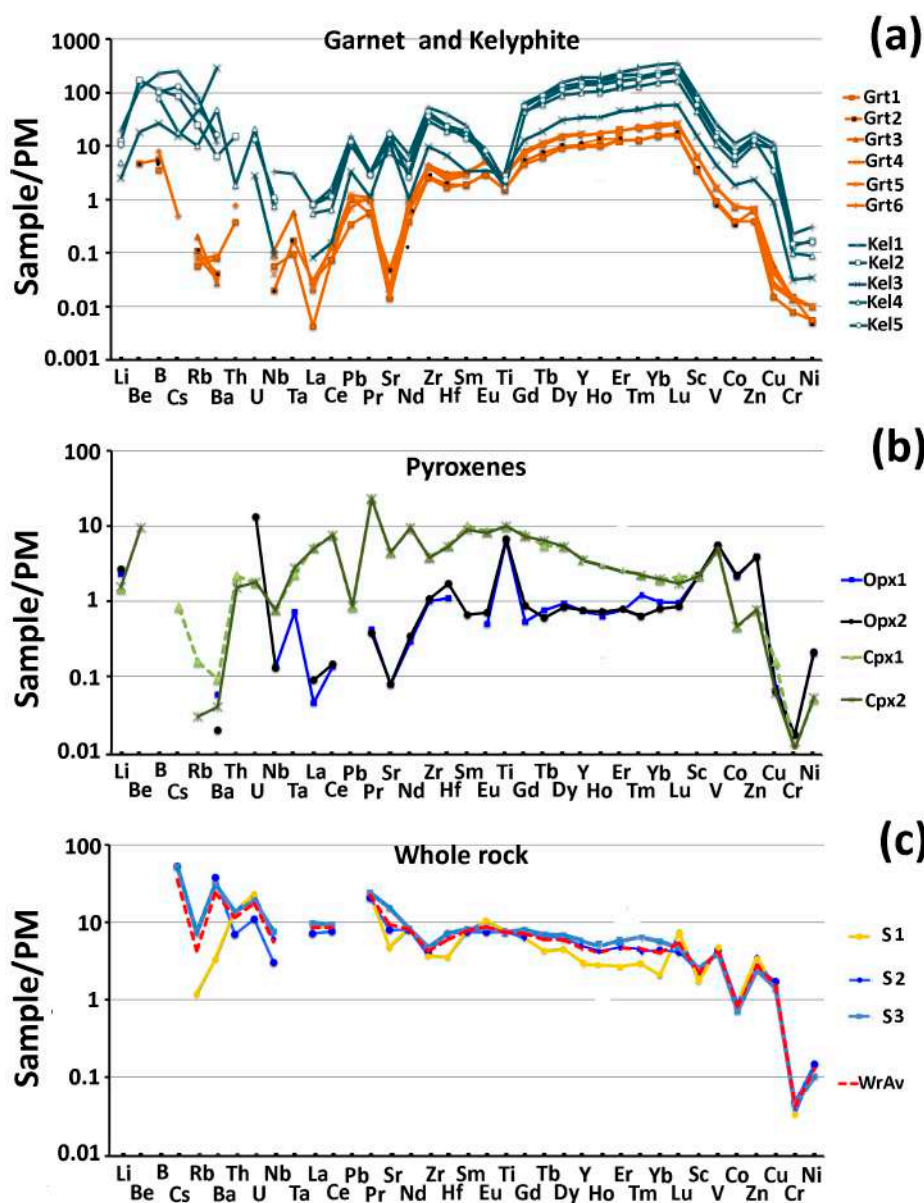 (a)
Garnet and Kelyphite
Sample/PM
1000
100
10
1
0.1
0.01
0.001
Grt1
Grt2
Grt3
Grt4
Grt5
Grt6
Kel1
Kel2
Kel3
Kel4
Kel5
Li B Rb Th Nb La Pb Sr Zr Sm Ti Tb Y Er Yb Sc Co Cu Ni
Be Cs Ba U Ta Ce Pr Nd Hf Eu Gd Dy Ho Tm Lu V Zn Cr
(b)
Pyroxenes
Sample/PM
100
10
1
0.1
0.01
Opx1
Opx2
Cpx1
Cpx2
Li B Rb Th Nb La Pb Sr Zr Sm Ti Tb Y Er Yb Sc Co Cu Ni
Be Cs Ba U Ta Ce Pr Nd Hf Eu Gd Dy Ho Tm Lu V Zn Cr
(c)
Whole rock
Sample/PM
100
10
1
0.1
0.01
S1
S2
S3
WrAv
Li B Rb Th Nb La Pb Sr Zr Sm Ti Tb Y Er Yb Sc Co Cu Ni
Be Cs Ba U Ta Ce Pr Nd Hf Eu Gd Dy Ho Tm Lu V Zn Cr